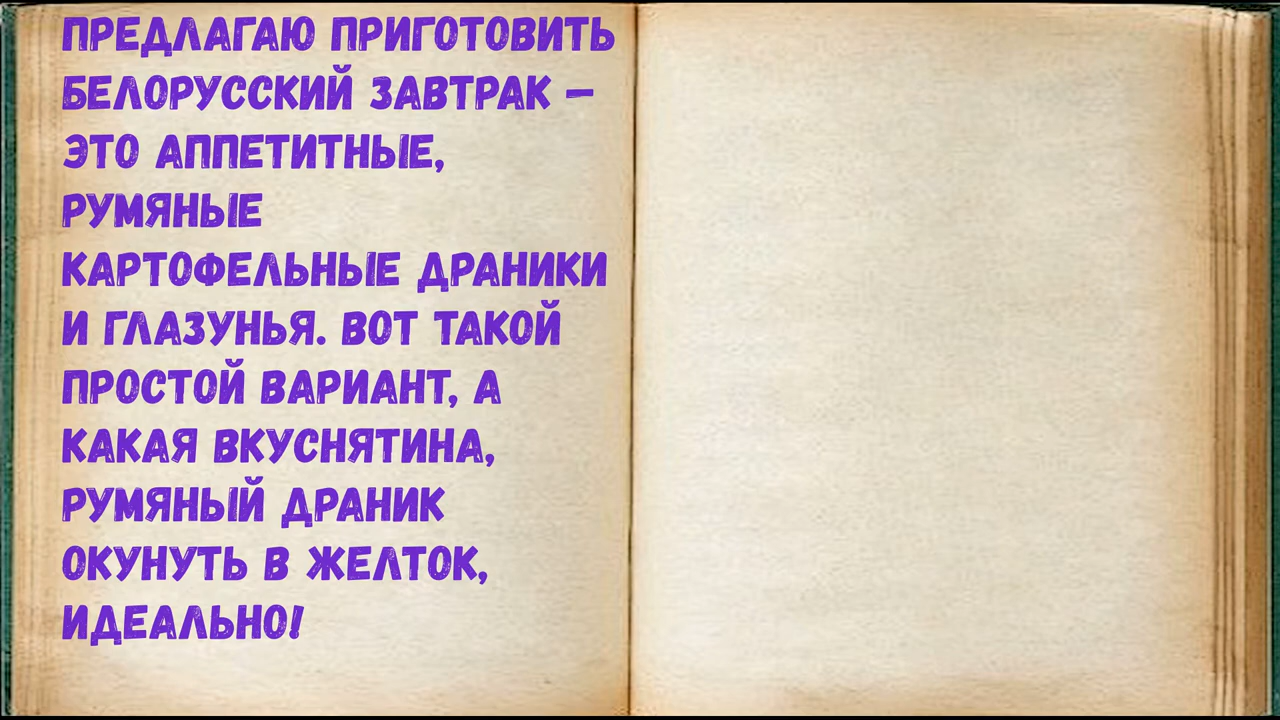 ПРЕДЛАГАЮ ПРИГОТОВИТЬ
БЕЛОРУССКИЙ ЗАВТРАК –
ЭТО АППЕТИТНЫЕ,
РУМЯНЫЕ
КАРТОФЕЛЬНЫЕ ДРАНИКИ
И ГЛАЗУНЬЯ. ВОТ ТАКОЙ
ПРОСТОЙ ВАРИАНТ, А
КАКАЯ ВКУСНЯТИНА,
РУМЯНЫЙ ДРАНИК
ОКУНУТЬ В ЖЕЛТОК,
ИДЕАЛЬНО!